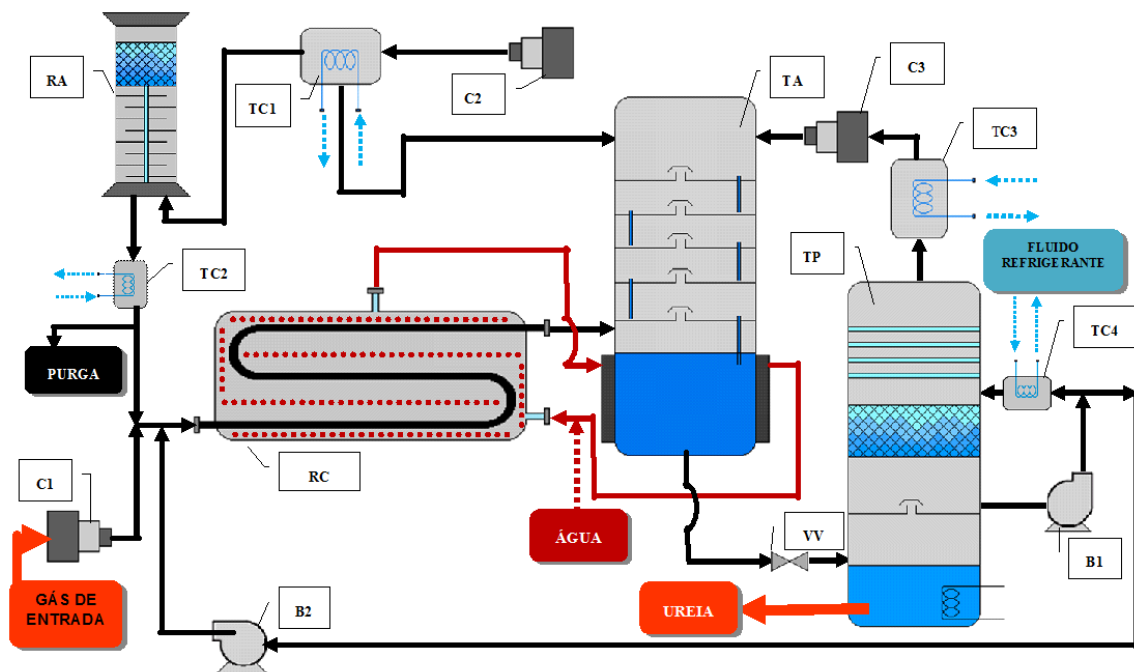 RA
TC1
C2
TA
C3
TC3
TC2
TP
FLUIDO
REFRIGERANTE
TC4
PURGA
RC
C1
ÁGUA
VV
B1
GÁS DE
ENTRADA
B2
UREIA